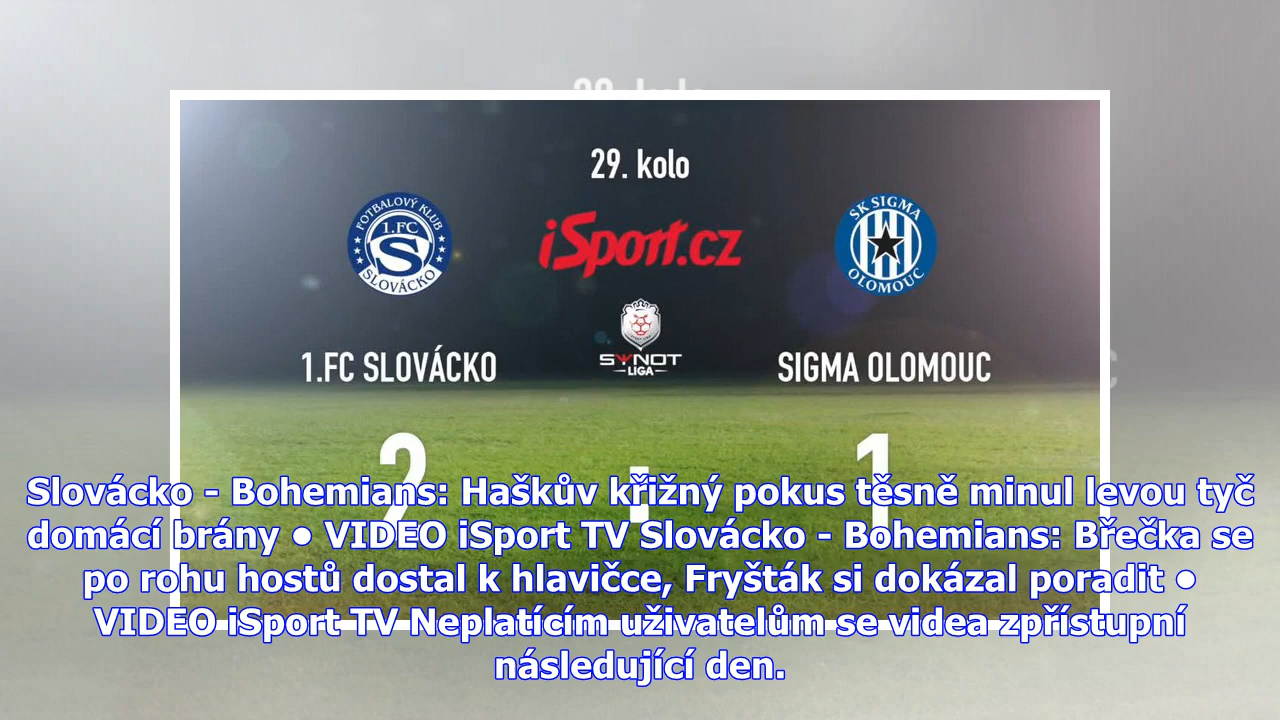 29. kolo
FOTBALOVÝ KLUB
1.FC
S
SLOVÁCKO
iSport.cz
SK SIGMA
OLOMOUC
SYNOT
LIGA
1.FC SLOVÁCKO
SIGMA OLOMOUC
2 : 1
Slovácko - Bohemians: Haškův křižný pokus těsně minul levou tyč
domácí brány • VIDEO iSport TV Slovácko - Bohemians: Břečka se
po rohu hostů dostal k hlavičce, Fryšták si dokázal poradit •
VIDEO iSport TV Neplatícím uživatelům se videa zpřístupní
následující den.